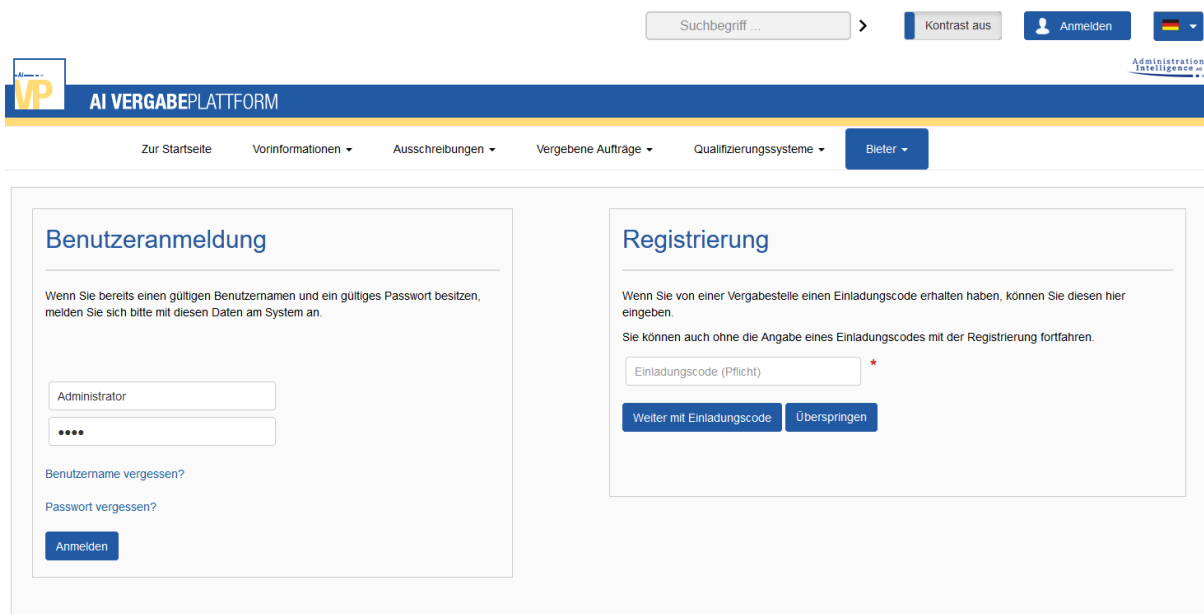 Suchbegriff ...
Kontrast aus
Anmelden
Administration
Intelligence AG
AI
VP
AI VERGABEPLATTFORM
Zur Startseite
Vorinformationen
Ausschreibungen
Vergebene Aufträge
Qualifizierungssysteme
Bieter
Benutzeranmeldung
Wenn Sie bereits einen gültigen Benutzernamen und ein gültiges Passwort besitzen,
melden Sie sich bitte mit diesen Daten am System an.
Administrator
••••
Benutzername vergessen?
Passwort vergessen?
Anmelden
Registrierung
Wenn Sie von einer Vergabestelle einen Einladungscode erhalten haben, können Sie diesen hier
eingeben.
Sie können auch ohne die Angabe eines Einladungscodes mit der Registrierung fortfahren.
Einladungscode (Pflicht)
*
Weiter mit Einladungscode
Überspringen